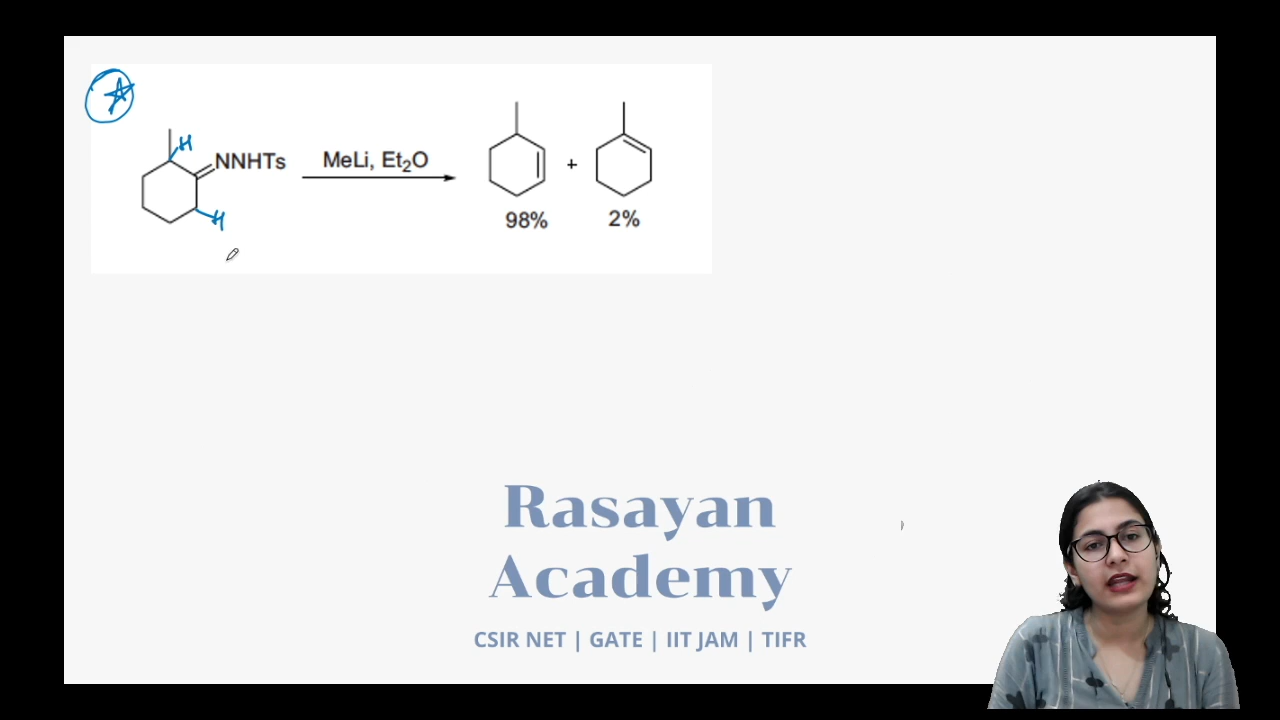 H
NNHTs
MeLi, Et₂O
+
H
98%
2%
Rasayan
Academy
CSIR NET | GATE | IIT JAM | TIFR